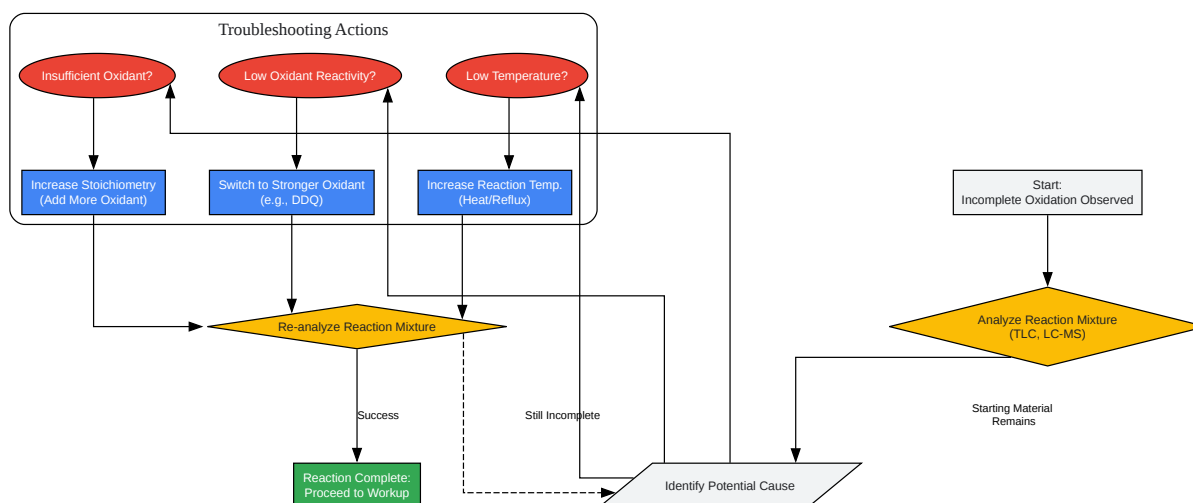 Troubleshooting Actions
Insufficient Oxidant?
Low Oxidant Reactivity?
Low Temperature?
Increase Stoichiometry
(Add More Oxidant)
Switch to Stronger Oxidant
(e.g., DDQ)
Increase Reaction Temp.
(Heat/Reflux)
Start:
Incomplete Oxidation Observed
Re-analyze Reaction Mixture
Analyze Reaction Mixture
(TLC, LC-MS)
Success
Still Incomplete
Starting Material
Remains
Reaction Complete:
Proceed to Workup
Identify Potential Cause